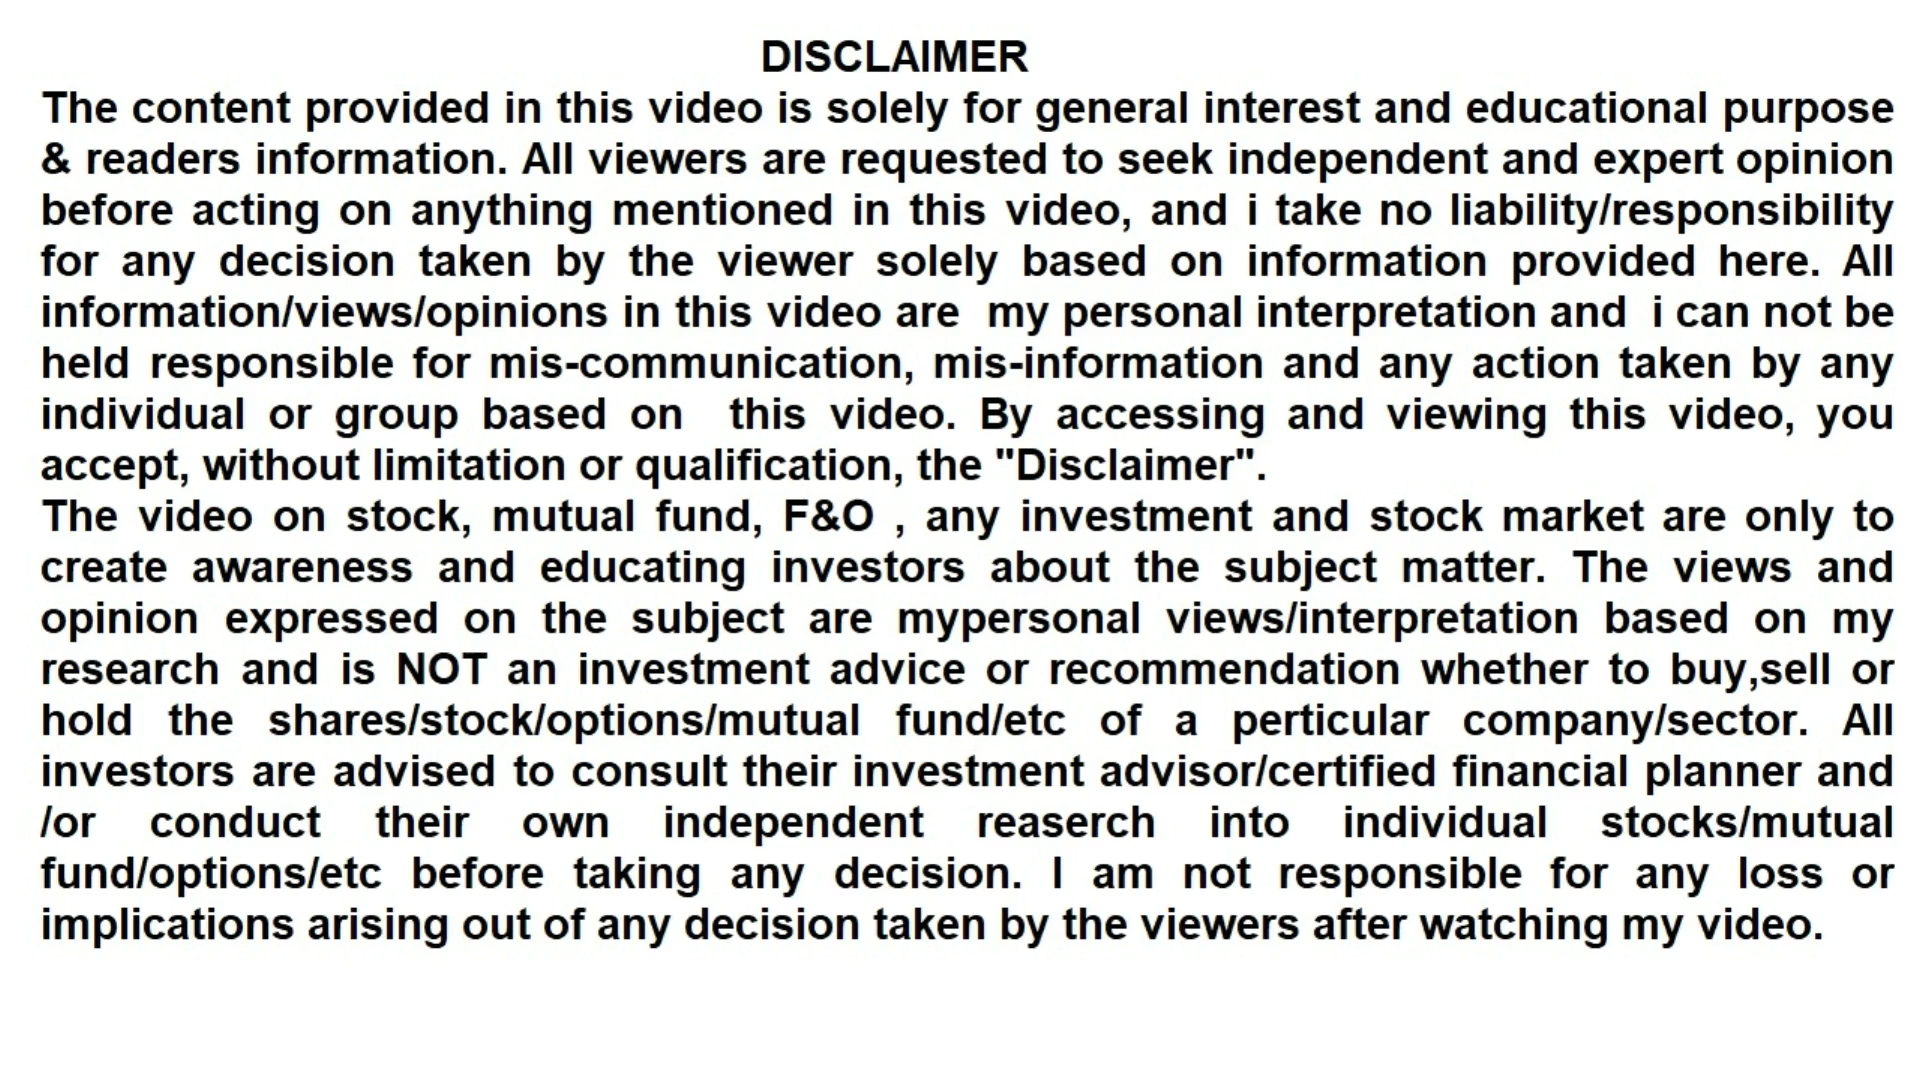 DISCLAIMER
The content provided in this video is solely for general interest and educational purpose
& readers information. All viewers are requested to seek independent and expert opinion
before acting on anything mentioned in this video, and i take no liability/responsibility
for any decision taken by the viewer solely based on information provided here. All
information/views/opinions in this video are  my personal interpretation and  i can not be
held responsible for mis-communication, mis-information and any action taken by any
individual or group based on  this video. By accessing and viewing this video, you
accept, without limitation or qualification, the "Disclaimer".
The video on stock, mutual fund, F&O , any investment and stock market are only to
create awareness and educating investors about the subject matter. The views and
opinion expressed on the subject are mypersonal views/interpretation based on my
research and is NOT an investment advice or recommendation whether to buy,sell or
hold the shares/stock/options/mutual fund/etc of a perticular company/sector. All
investors are advised to consult their investment advisor/certified financial planner and
/or conduct their own independent reaserch into individual stocks/mutual
fund/options/etc before taking any decision. I am not responsible for any loss or
implications arising out of any decision taken by the viewers after watching my video.